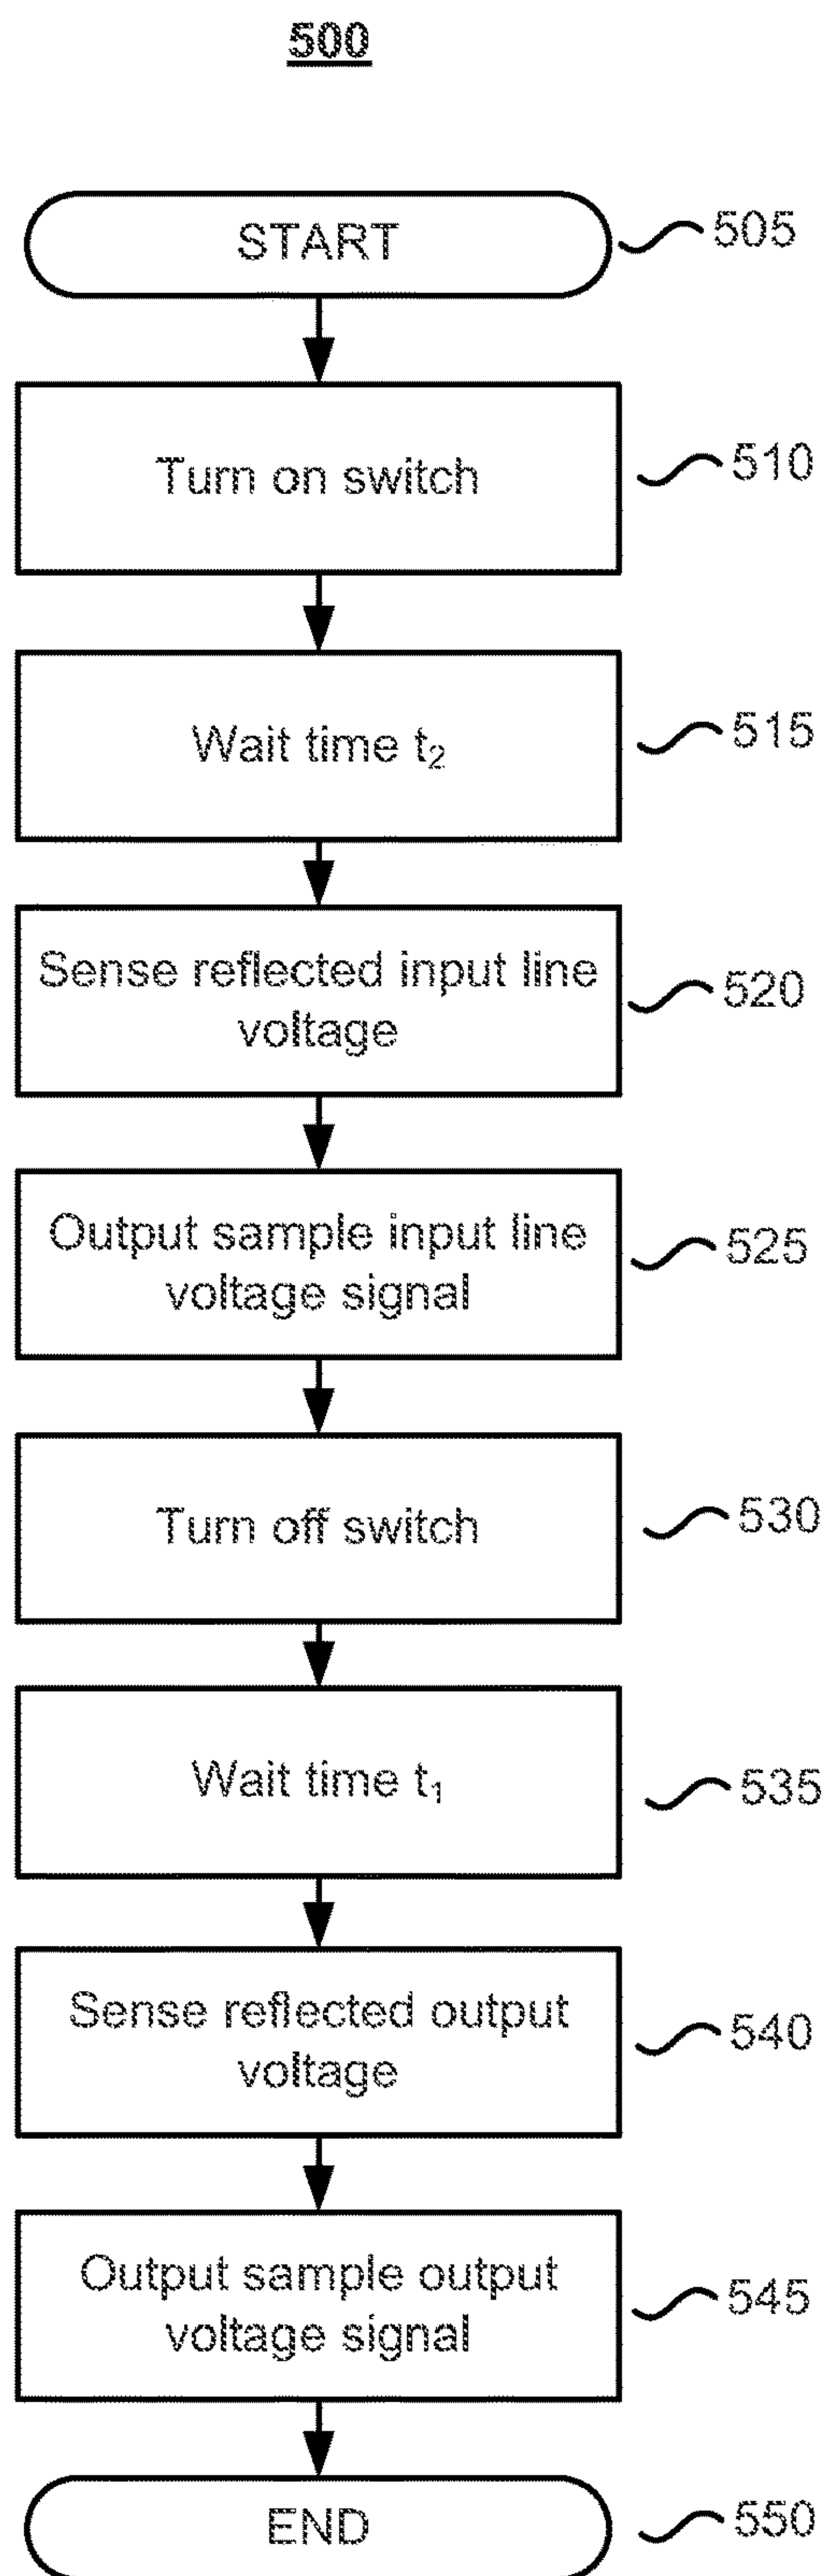 500
START
505
Turn on switch
510
Wait time t₂
515
Sense reflected input line
voltage
520
Output sample input line
voltage signal
525
Turn off switch
530
Wait time t₁
535
Sense reflected output
voltage
540
Output sample output
voltage signal
545
END
550